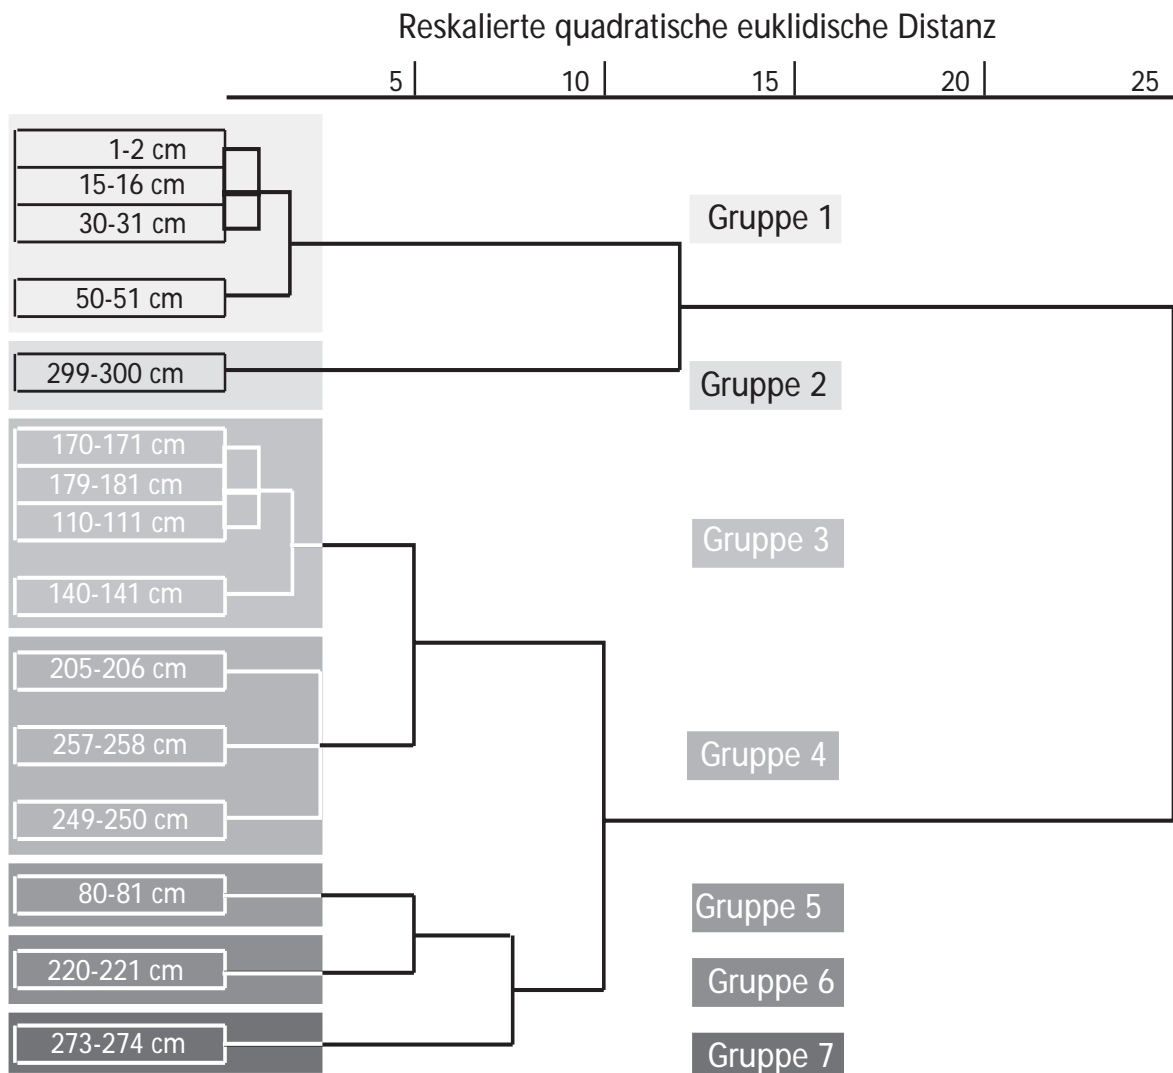 Reskalierte quadratische euklidische Distanz
5 10 15 20 25
1-2 cm
15-16 cm
30-31 cm
50-51 cm
299-300 cm
170-171 cm
179-181 cm
110-111 cm
140-141 cm
205-206 cm
257-258 cm
249-250 cm
80-81 cm
220-221 cm
273-274 cm
Gruppe 1
Gruppe 2
Gruppe 3
Gruppe 4
Gruppe 5
Gruppe 6
Gruppe 7